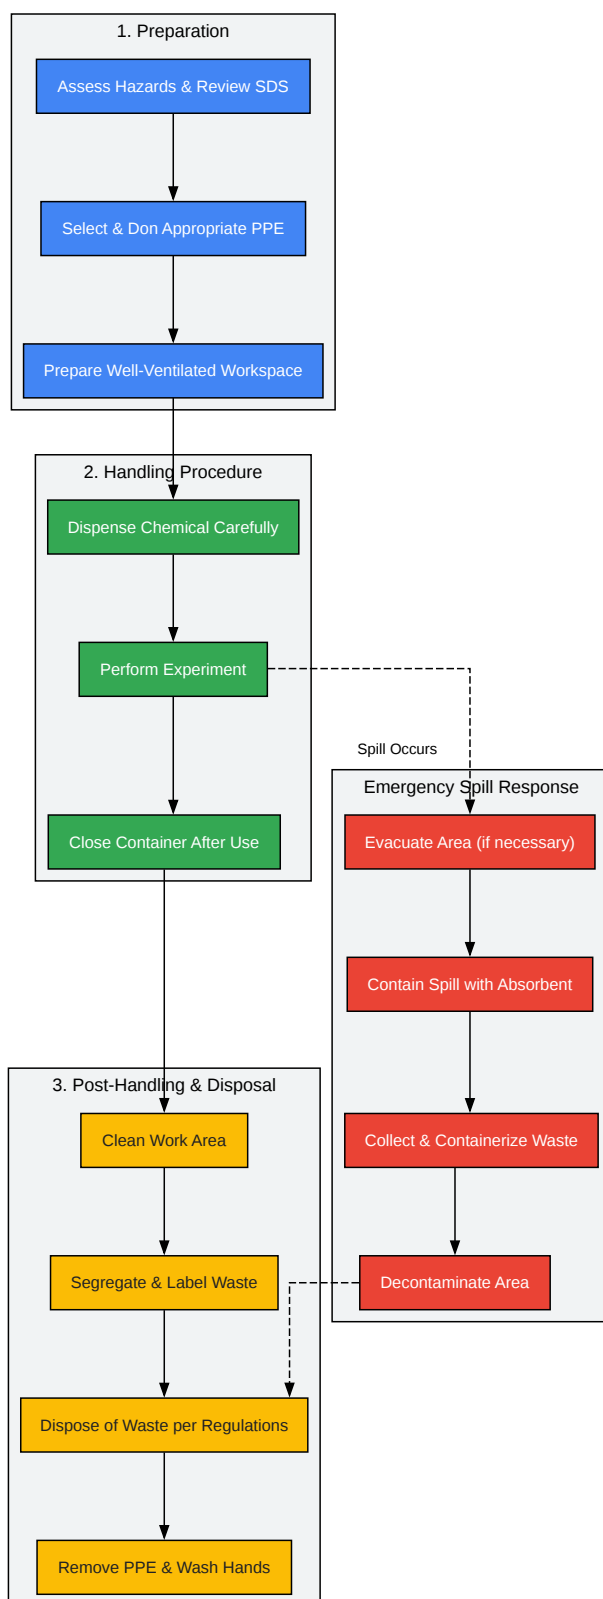 1. Preparation
Assess Hazards & Review SDS
Select & Don Appropriate PPE
Prepare Well-Ventilated Workspace
2. Handling Procedure
Dispense Chemical Carefully
Perform Experiment
Close Container After Use
Spill Occurs
Emergency Spill Response
Evacuate Area (if necessary)
Contain Spill with Absorbent
Collect & Containerize Waste
Decontaminate Area
3. Post-Handling & Disposal
Clean Work Area
Segregate & Label Waste
Dispose of Waste per Regulations
Remove PPE & Wash Hands